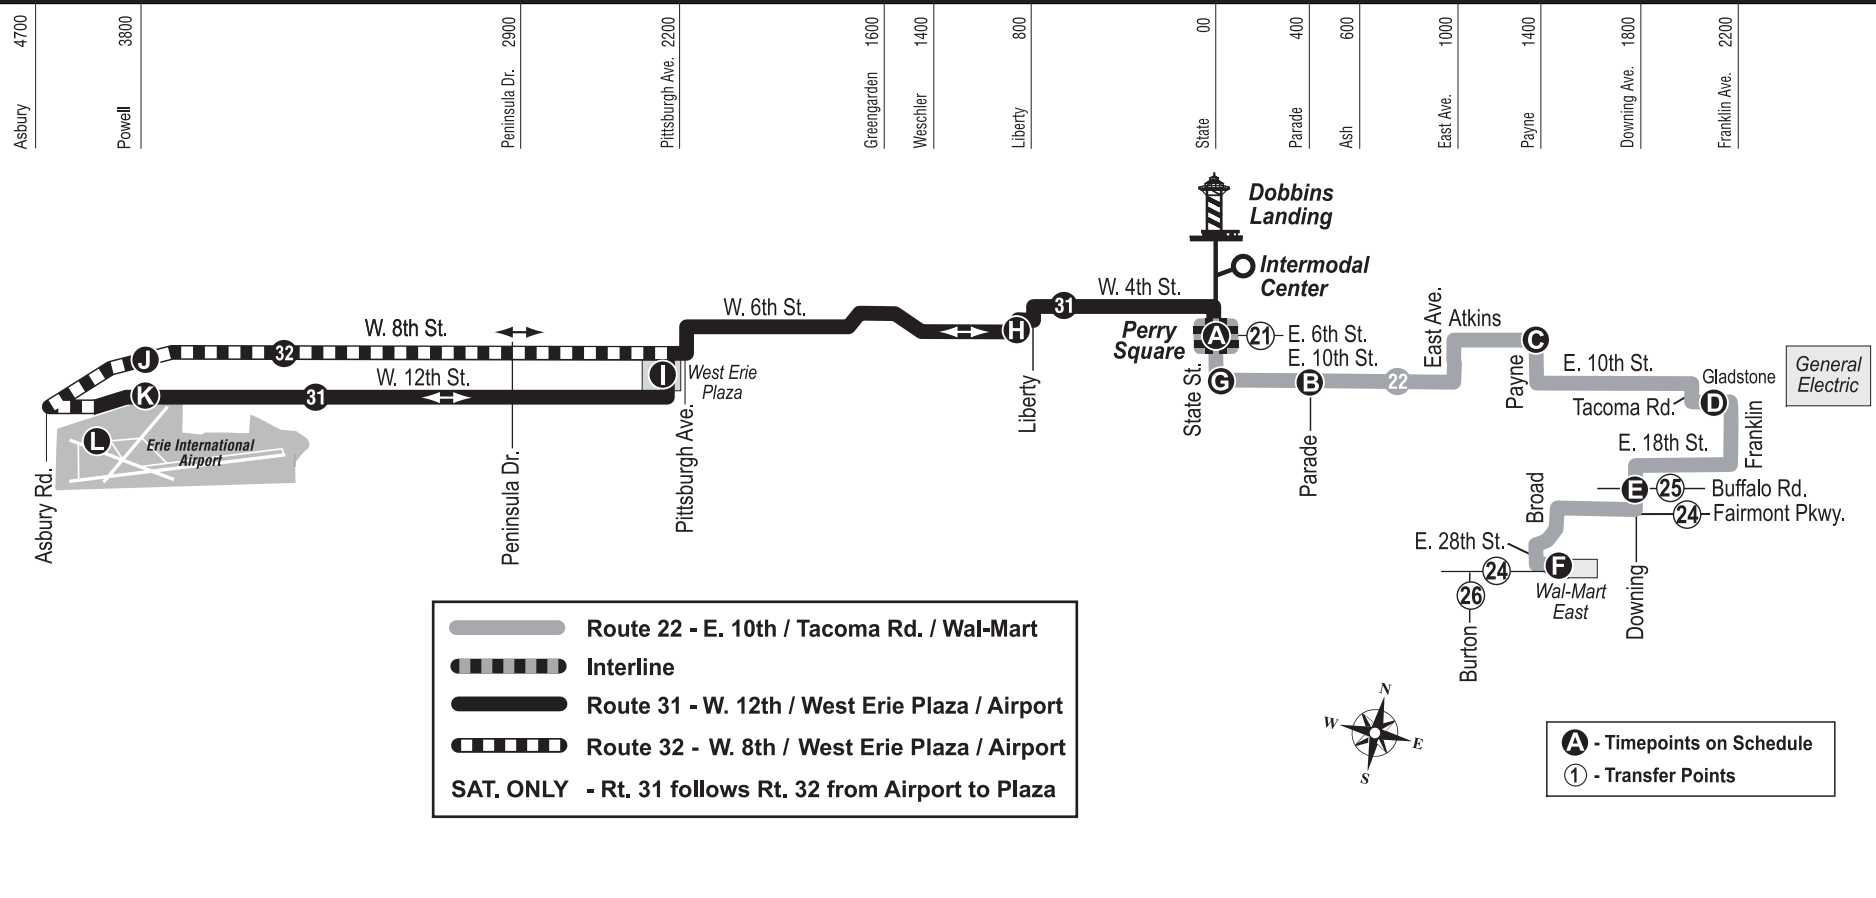 Asbury 4700
Powell 3800
Peninsula Dr. 2900
Pittsburgh Ave. 2200
Greengarden 1600
Weschler 1400
Liberty 800
State 00
Parade 400
Ash 600
East Ave. 1000
Payne 1400
Downing Ave. 1800
Franklin Ave. 2200
Dobbins
Landing
Intermodal
Center
W. 4th St.
31
W. 6th St.
H
Perry
Square
A
21
E. 6th St.
E. 10th St.
W. 8th St.
32
J
I
West Erie
Plaza
W. 12th St.
31
K
L
Erie International
Airport
Asbury Rd.
Peninsula Dr.
Pittsburgh Ave.
Liberty
State St.
G
B
Parade
22
East Ave.
Atkins
C
Payne
E. 10th St.
Gladstone
Tacoma Rd.
D
General
Electric
Franklin
E. 18th St.
E
25
Buffalo Rd.
24
Fairmont Pkwy.
Broad
E. 28th St.
24
F
Wal-Mart
East
26
Burton
Downing
Route 22 - E. 10th / Tacoma Rd. / Wal-Mart
Interline
Route 31 - W. 12th / West Erie Plaza / Airport
Route 32 - W. 8th / West Erie Plaza / Airport
SAT. ONLY - Rt. 31 follows Rt. 32 from Airport to Plaza
N
W
E
S
A - Timepoints on Schedule
1 - Transfer Points